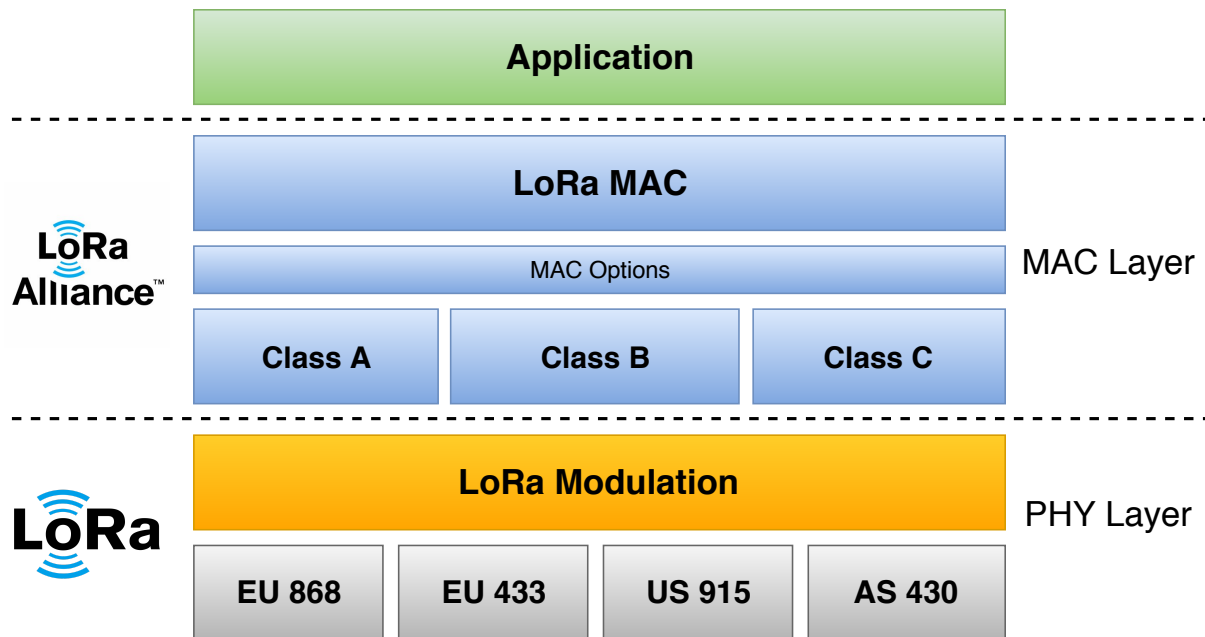 Application
LoRa MAC
LoRa
Alliance™
MAC Options
MAC Layer
Class A
Class B
Class C
LoRa Modulation
LoRa
PHY Layer
EU 868
EU 433
US 915
AS 430